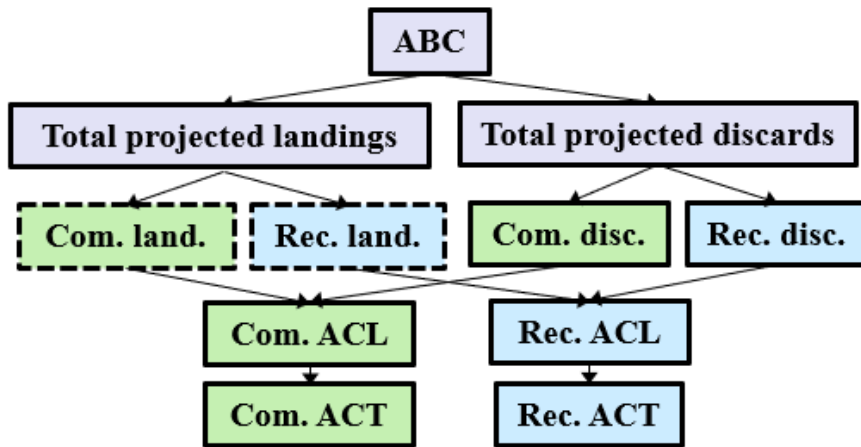 ABC
Total projected landings
Total projected discards
Com. land.
Rec. land.
Com. disc.
Rec. disc.
Com. ACL
Rec. ACL
Com. ACT
Rec. ACT